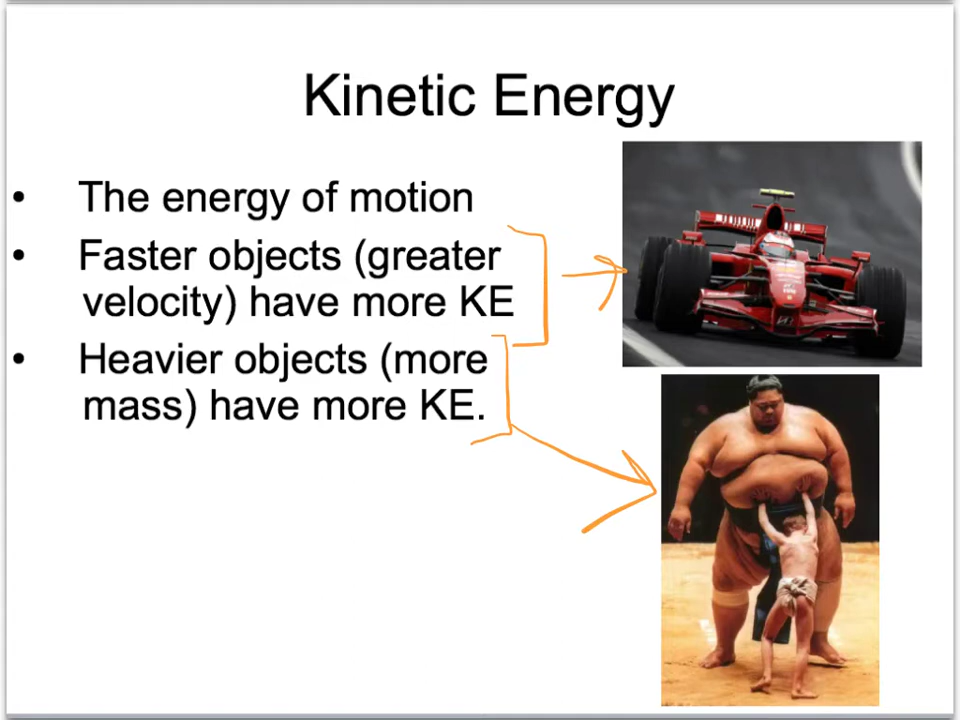 Kinetic Energy
• The energy of motion
• Faster objects (greater
velocity) have more KE
• Heavier objects (more
mass) have more KE.